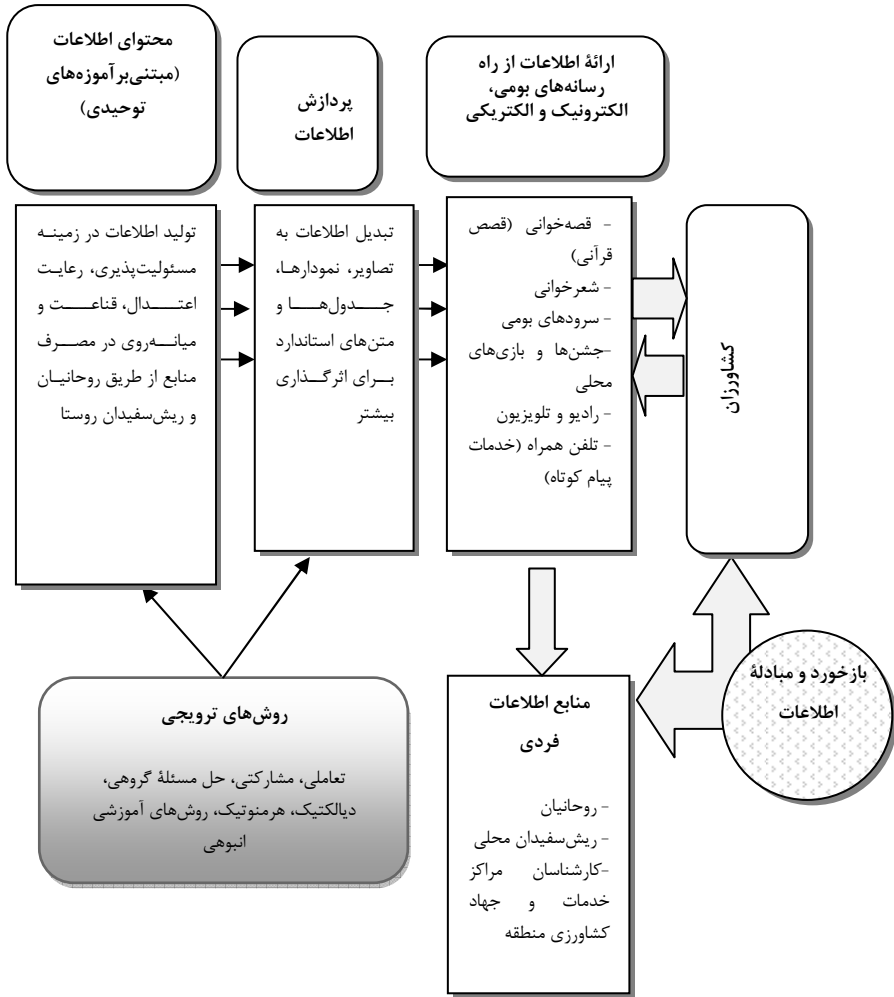 محتوای اطلاعات
(مبتنی‌بر آموزه‌های
توحیدی)
پردازش
اطلاعات
ارائهٔ اطلاعات از راه
رسانه‌های بومی،
الکترونیک و الکتریکی
تولید اطلاعات در زمینه
مسئولیت‌پذیری، رعایت
اعتدال، قناعت و
میانه‌روی در مصرف
منابع از طریق روحانیان
و ریش‌سفیدان روستا
تبدیل اطلاعات به
تصاویر، نمودارها،
جدول‌ها و
متن‌های استاندارد
برای اثرگذاری
بیشتر
- قصه‌خوانی (قصص
قرآنی)
- شعرخوانی
- سرودهای بومی
-جشن‌ها و بازی‌های
محلی
- رادیو و تلویزیون
- تلفن همراه (خدمات
پیام کوتاه)
کشاورزان
روش‌های ترویجی
تعاملی، مشارکتی، حل مسئلهٔ گروهی،
دیالکتیک، هرمنوتیک، روش‌های آموزشی
انبوهی
منابع اطلاعات
فردی
- روحانیان
- ریش‌سفیدان محلی
-کارشناسان مراکز
خدمات و جهاد
کشاورزی منطقه
بازخورد و مبادلهٔ
اطلاعات